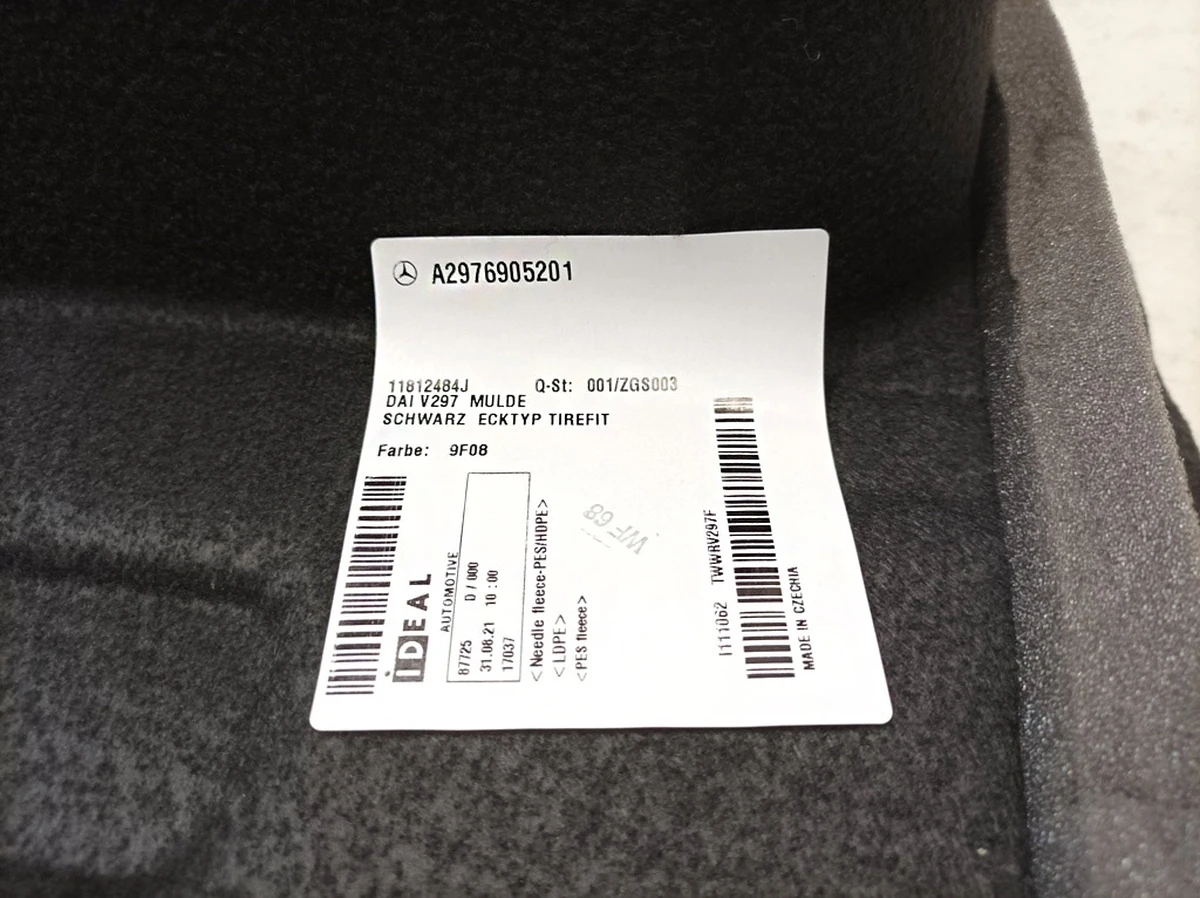 A2976905201
11812484J Q-St: 001/ZGS003
DAI V297 MULDE
SCHWARZ ECKTYP TIREFIT
Farbe: 9F08
iDEAL
AUTOMOTIVE
87725 D / 000
31.08.21 10:00
17037
<Needle fleece-PES/HDPE>
<LDPE>
<PES fleece>
WF 68
1111062 TWWRV297F
MADE IN CZECHIA